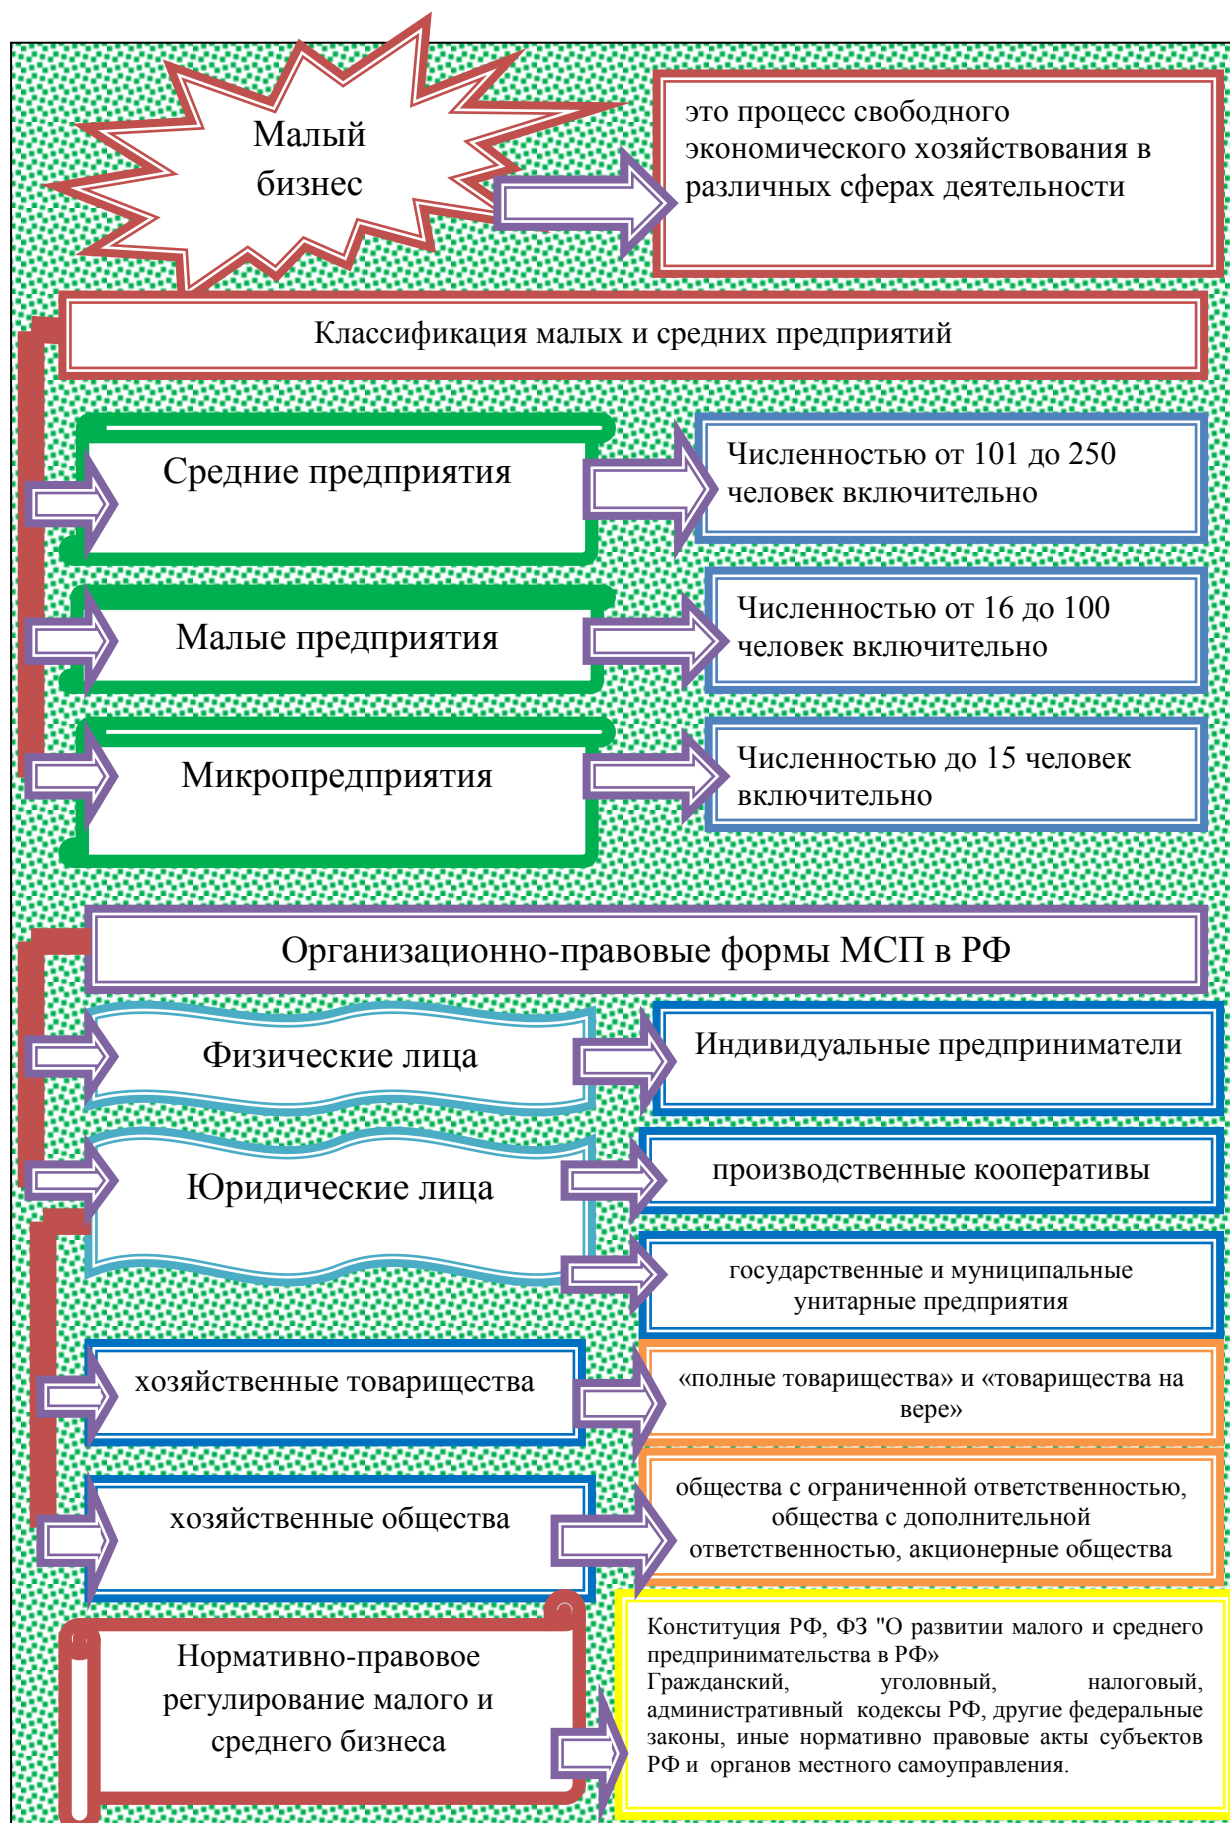 Малый
бизнес
это процесс свободного
экономического хозяйствования в
различных сферах деятельности
Классификация малых и средних предприятий
Средние предприятия
Численностью от 101 до 250
человек включительно
Малые предприятия
Численностью от 16 до 100
человек включительно
Микропредприятия
Численностью до 15 человек
включительно
Организационно-правовые формы МСП в РФ
Физические лица
Индивидуальные предприниматели
Юридические лица
производственные кооперативы
государственные и муниципальные
унитарные предприятия
хозяйственные товарищества
«полные товарищества» и «товарищества на
вере»
хозяйственные общества
общества с ограниченной ответственностью,
общества с дополнительной
ответственностью, акционерные общества
Нормативно-правовое
регулирование малого и
среднего бизнеса
Конституция РФ, ФЗ "О развитии малого и среднего
предпринимательства в РФ»
Гражданский, уголовный, налоговый,
административный кодексы РФ, другие федеральные
законы, иные нормативно правовые акты субъектов
РФ и органов местного самоуправления.